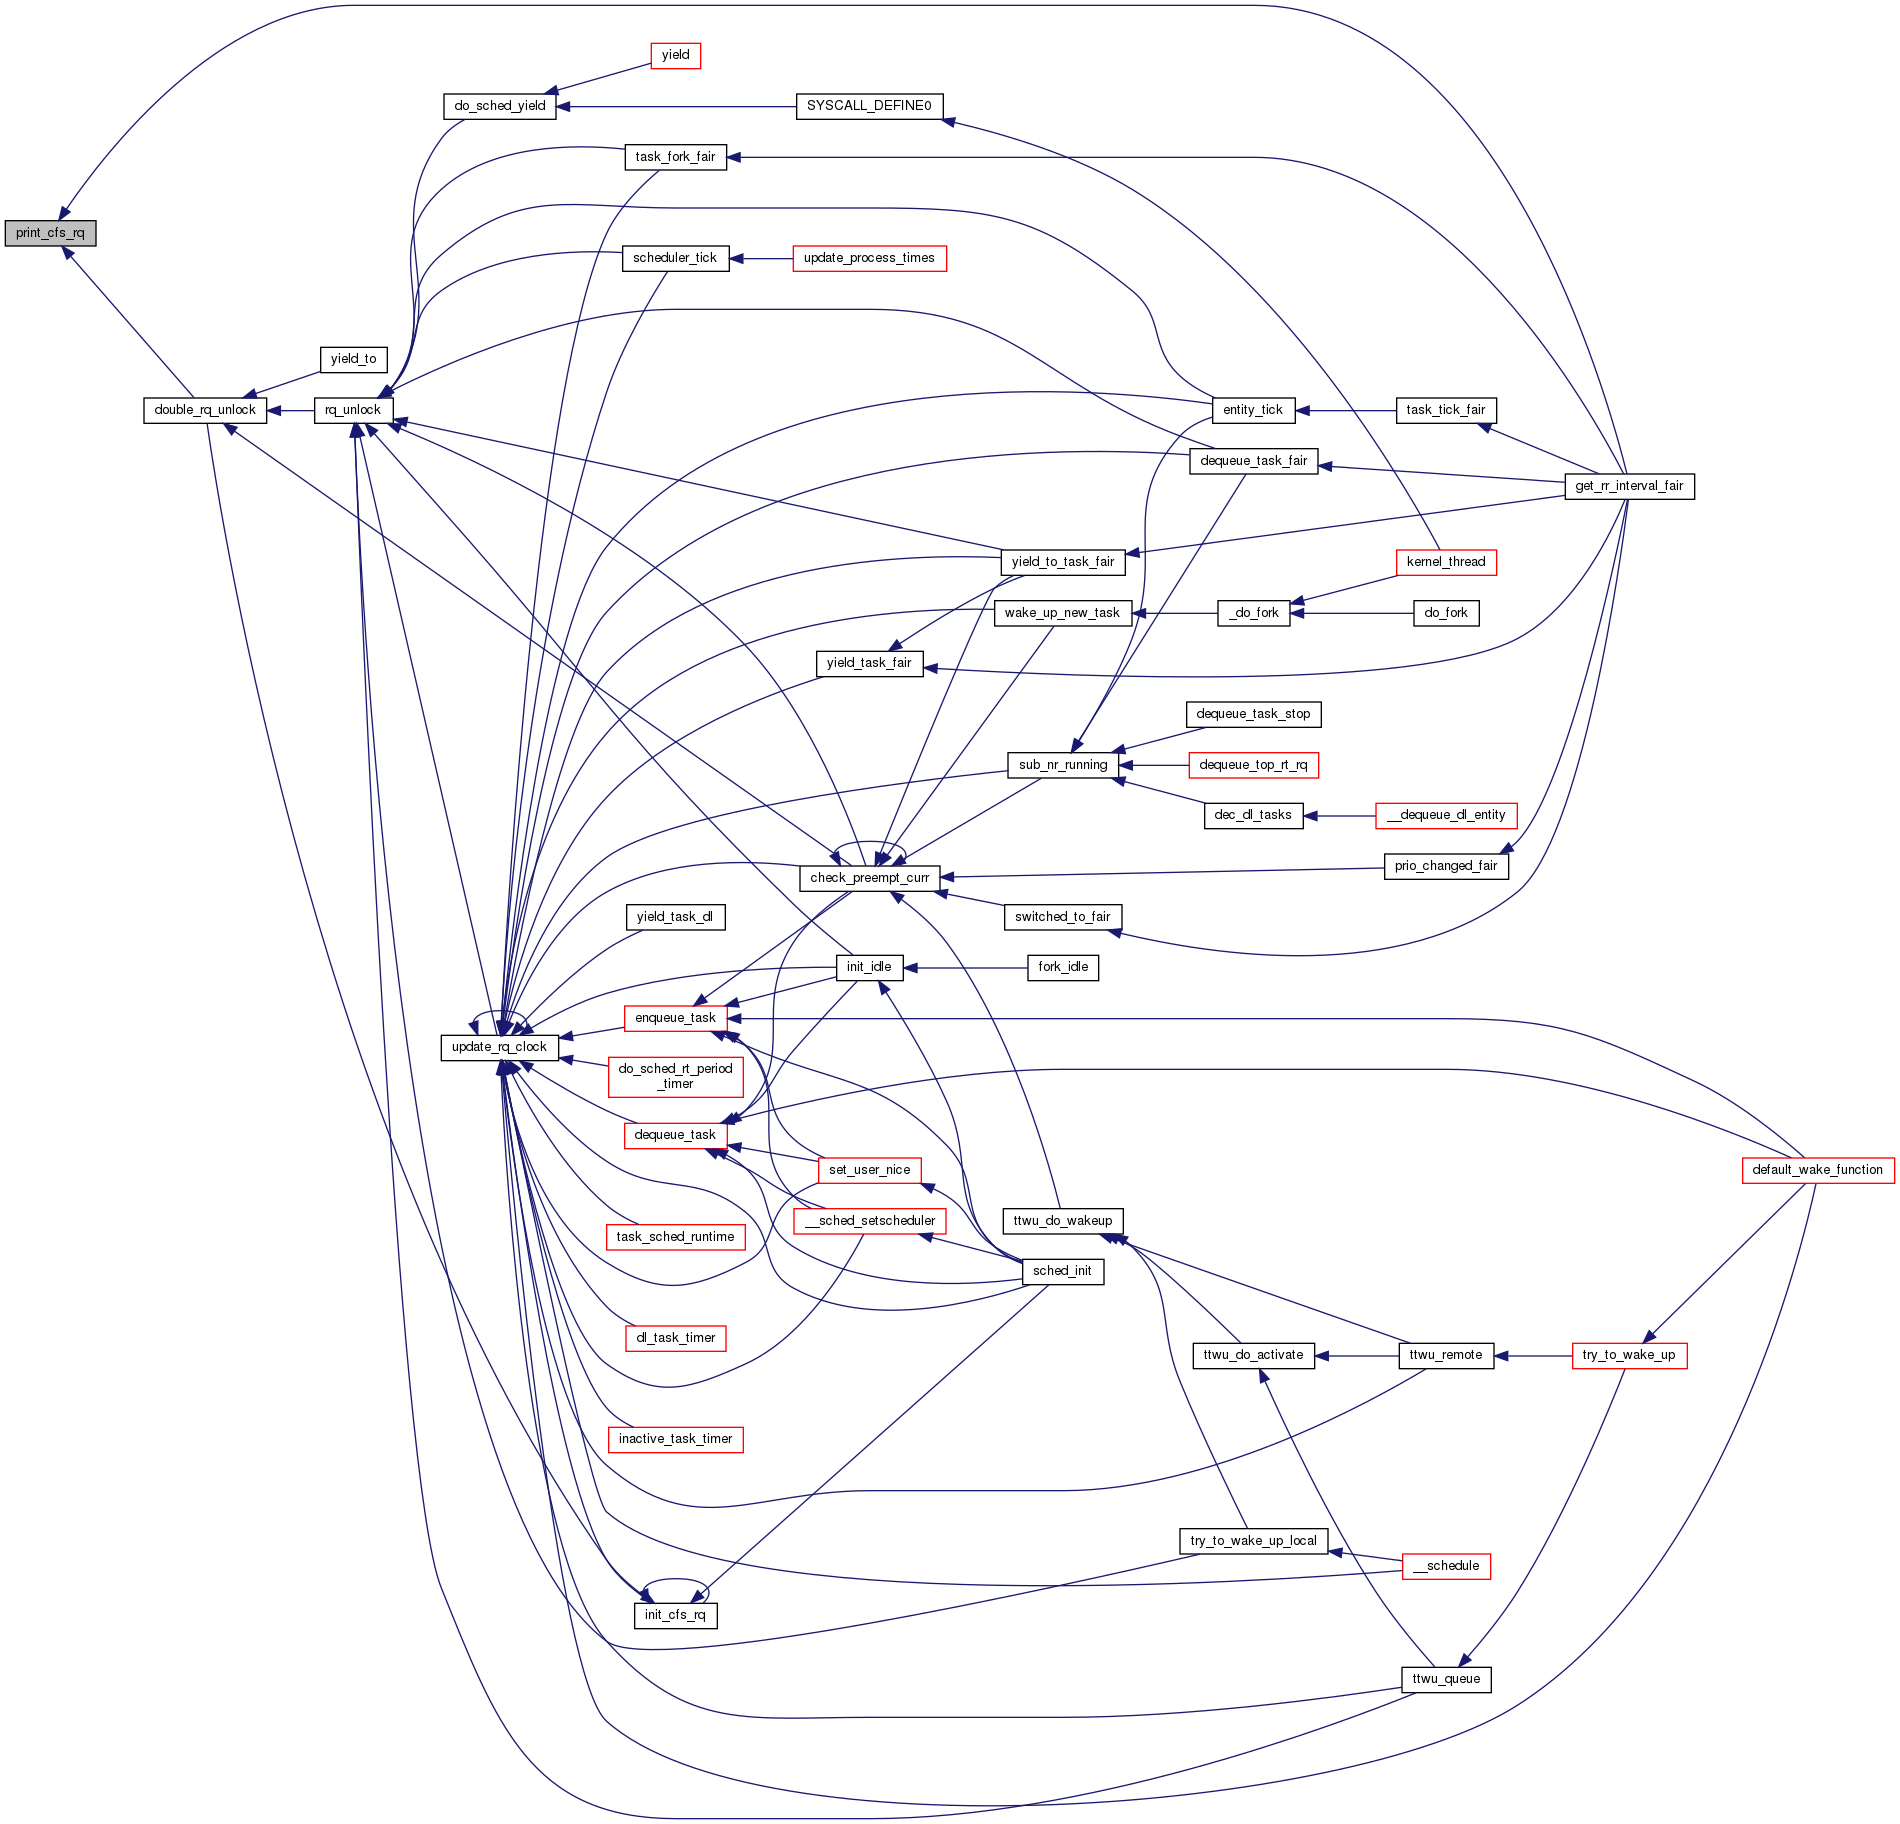 yield
do_sched_yield
SYSCALL_DEFINE0
task_fork_fair
print_cfs_rq
scheduler_tick
update_process_times
yield_to
double_rq_unlock
rq_unlock
entity_tick
task_tick_fair
dequeue_task_fair
get_rr_interval_fair
yield_to_task_fair
kernel_thread
wake_up_new_task
_do_fork
do_fork
yield_task_fair
dequeue_task_stop
sub_nr_running
dequeue_top_rt_rq
dec_dl_tasks
__dequeue_dl_entity
prio_changed_fair
check_preempt_curr
yield_task_dl
switched_to_fair
init_idle
fork_idle
enqueue_task
update_rq_clock
do_sched_rt_period
_timer
dequeue_task
set_user_nice
default_wake_function
__sched_setscheduler
ttwu_do_wakeup
task_sched_runtime
sched_init
dl_task_timer
ttwu_do_activate
ttwu_remote
try_to_wake_up
inactive_task_timer
try_to_wake_up_local
__schedule
init_cfs_rq
ttwu_queue